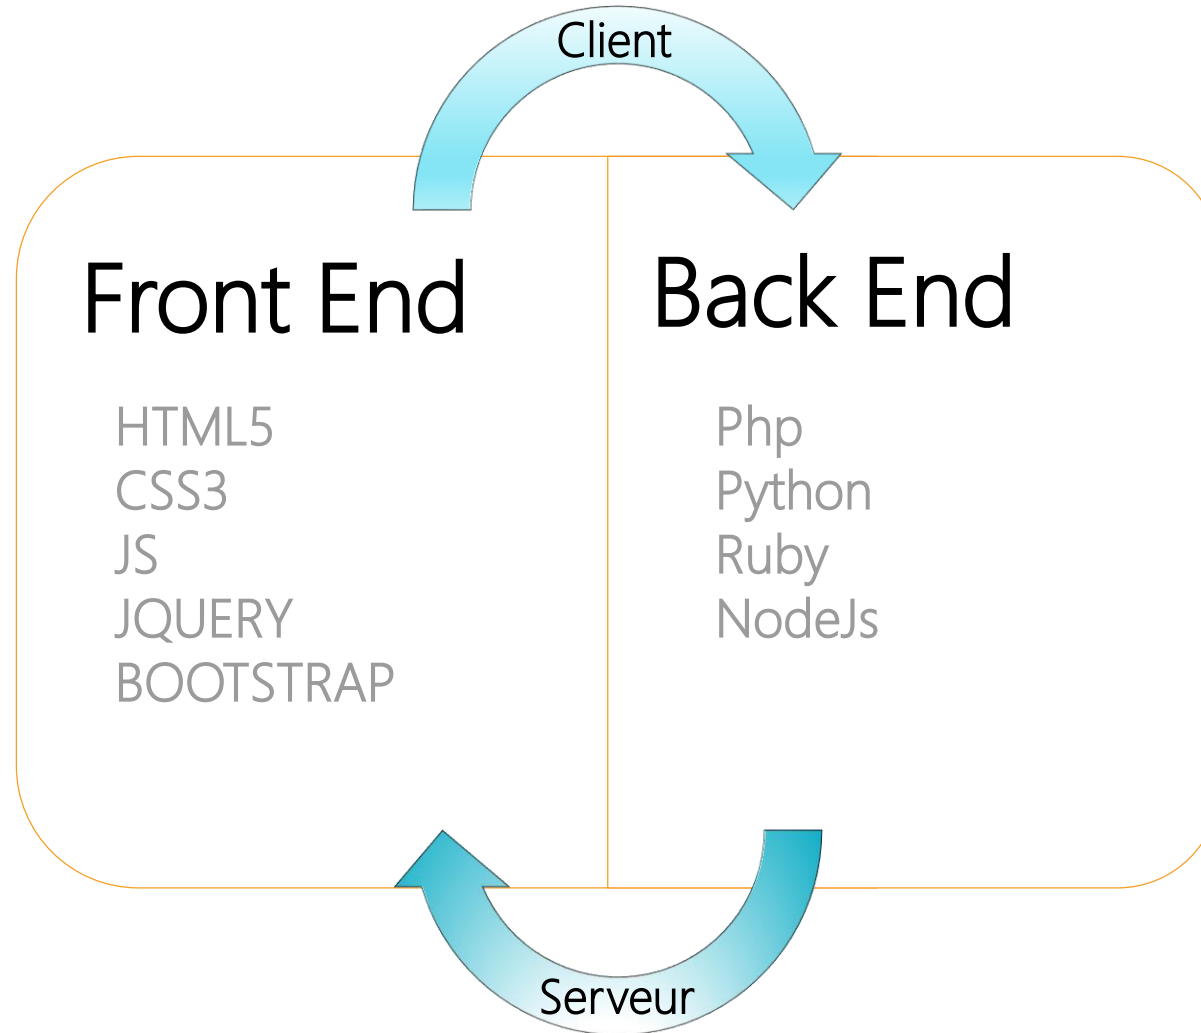 Client
Front End
HTML5
CSS3
JS
JQUERY
BOOTSTRAP
Back End
Php
Python
Ruby
NodeJs
Serveur